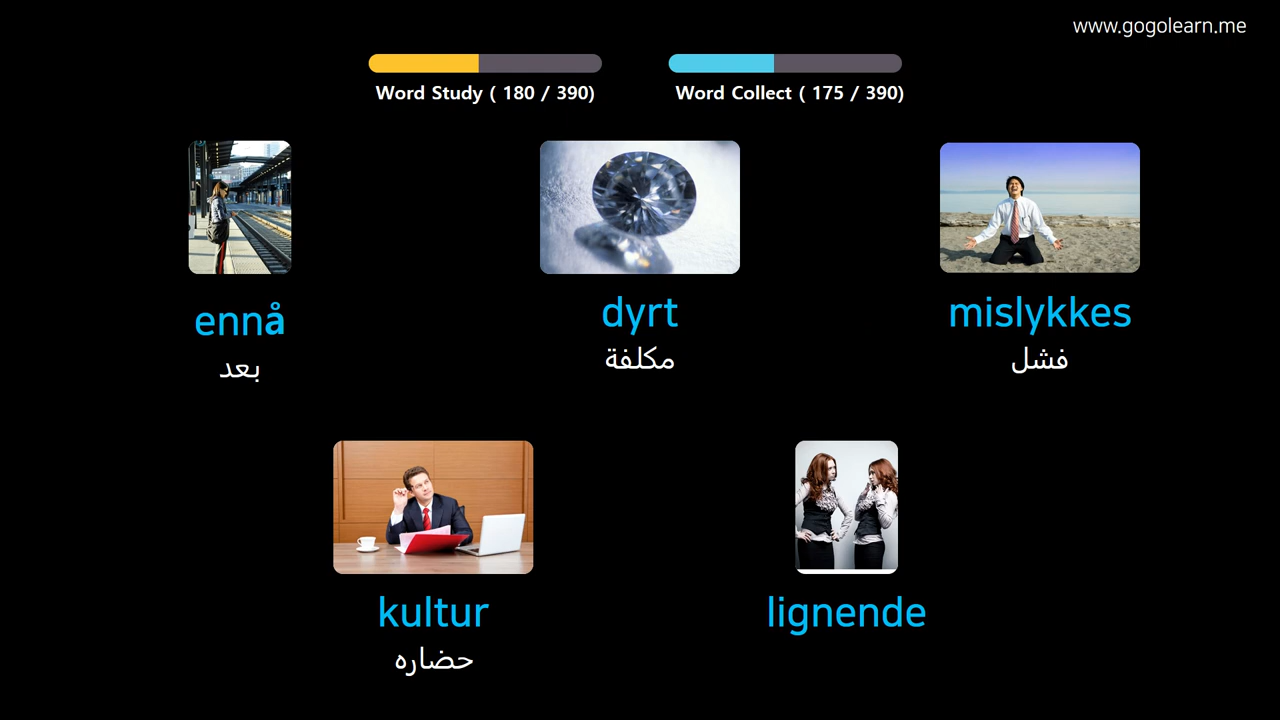 www.gogolearn.me
Word Study ( 180 / 390)
Word Collect ( 175 / 390)
ennå
بعد
dyrt
مكلفة
mislykkes
فشل
kultur
حضاره
lignende